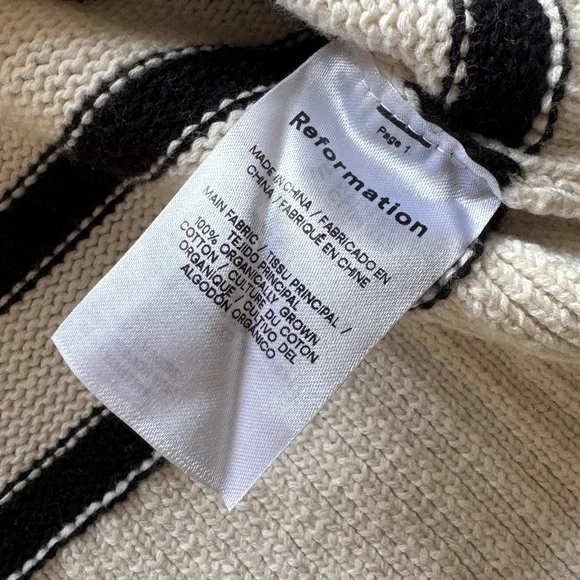 Page 1
Reformation
MADE IN CHINA / FABRICADO EN
CHINA / FABRIQUÉ EN CHINE
MAIN FABRIC / TISSU PRINCIPAL /
TEJIDO PRINCIPAL
100% ORGANICALLY GROWN
COTTON / CULTURE DU COTON
ORGANIQUE / CULTIVO DEL
ALGODÓN ORGÁNICO